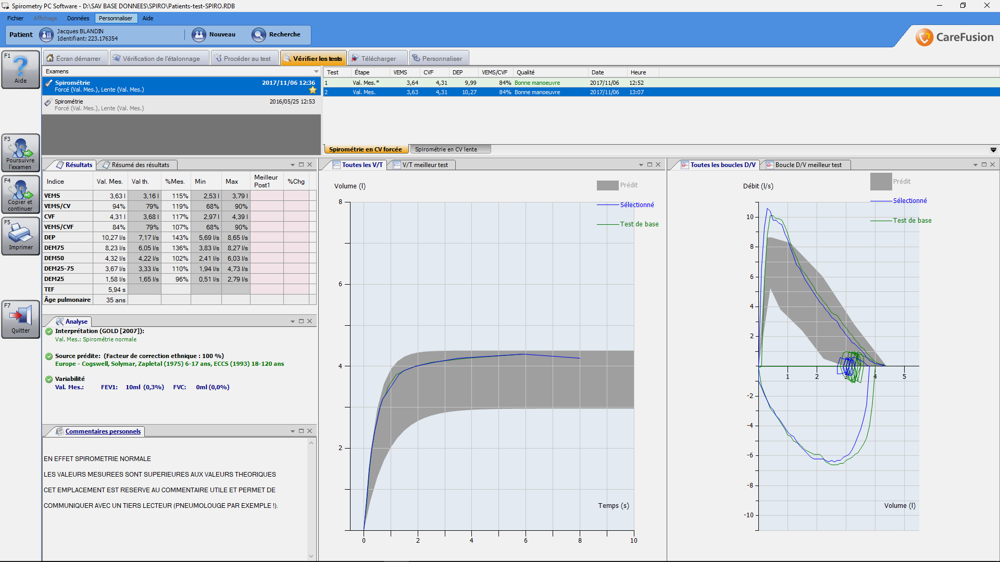 Spirometry PC Software - D:\SAV BASE DONNEES\SPIRO\Patients-test-SPIRO.RDB
Fichier Affichage Données Personnaliser Aide
Patient Jacques BLANDIN Nouveau Recherche
Identifiant: 223.176354
CareFusion
F1 Aide
F3 Poursuivre l'examen
F4 Copier et continuer
F5 Imprimer
F7 Quitter
Écran démarrer Vérification de l'étalonnage Procéder au test Vérifier les tests Télécharger Personnaliser
Examens
Spirométrie 2017/11/06 12:36
Forcé (Val. Mes.), Lente (Val. Mes.)
Spirométrie 2016/05/25 12:53
Forcé (Val. Mes.), Lente (Val. Mes.)
Test Étape VEMS CVF DEP VEMS/CVF Qualité Date Heure
1 Val. Mes.* 3,64 4,31 9,99 84% Bonne manoeuvre 2017/11/06 12:52
2 Val. Mes. 3,63 4,31 10,27 84% Bonne manoeuvre 2017/11/06 13:07
Spirométrie en CV forcée Spirométrie en CV lente
Résultats Résumé des résultats
Indice Val. Mes. Val th. %Mes. Min Max Meilleur Post1 %Chg
VEMS 3,63 l 3,16 l 115% 2,53 l 3,79 l
VEMS/CV 94% 79% 119% 68% 90%
CVF 4,31 l 3,68 l 117% 2,97 l 4,39 l
VEMS/CVF 84% 79% 107% 68% 90%
DEP 10,27 l/s 7,17 l/s 143% 5,69 l/s 8,65 l/s
DEM75 8,23 l/s 6,05 l/s 136% 3,83 l/s 8,27 l/s
DEM50 4,32 l/s 4,22 l/s 102% 2,41 l/s 6,03 l/s
DEM25-75 3,67 l/s 3,33 l/s 110% 1,94 l/s 4,73 l/s
DEM25 1,58 l/s 1,65 l/s 96% 0,51 l/s 2,79 l/s
TEF 5,94 s
Âge pulmonaire 35 ans
Analyse
Interprétation (GOLD [2007]):
Val. Mes.: Spirométrie normale
Source prédite: (Facteur de correction ethnique : 100 %)
Europe - Cogswell, Solymar, Zapletal (1975) 6-17 ans, ECCS (1993) 18-120 ans
Variabilité
Val. Mes.: FEV1: 10ml (0,3%) FVC: 0ml (0,0%)
Commentaires personnels
EN EFFET SPIROMETRIE NORMALE
LES VALEURS MESUREES SONT SUPERIEURES AUX VALEURS THEORIQUES
CET EMPLACEMENT EST RESERVE AU COMMENTAIRE UTILE ET PERMET DE
COMMUNIQUER AVEC UN TIERS LECTEUR (PNEUMOLOUGE PAR EXEMPLE !).
Toutes les V/T V/T meilleur test
Volume (l)
Prédit
Sélectionné
Test de base
8
6
4
2
Temps (s)
0 2 4 6 8 10
Toutes les boucles D/V Boucle D/V meilleur test
Débit (l/s)
Prédit
Sélectionné
Test de base
10
8
6
4
2
1 2 3 4 5
-2
-4
-6
-8
-10
Volume (l)